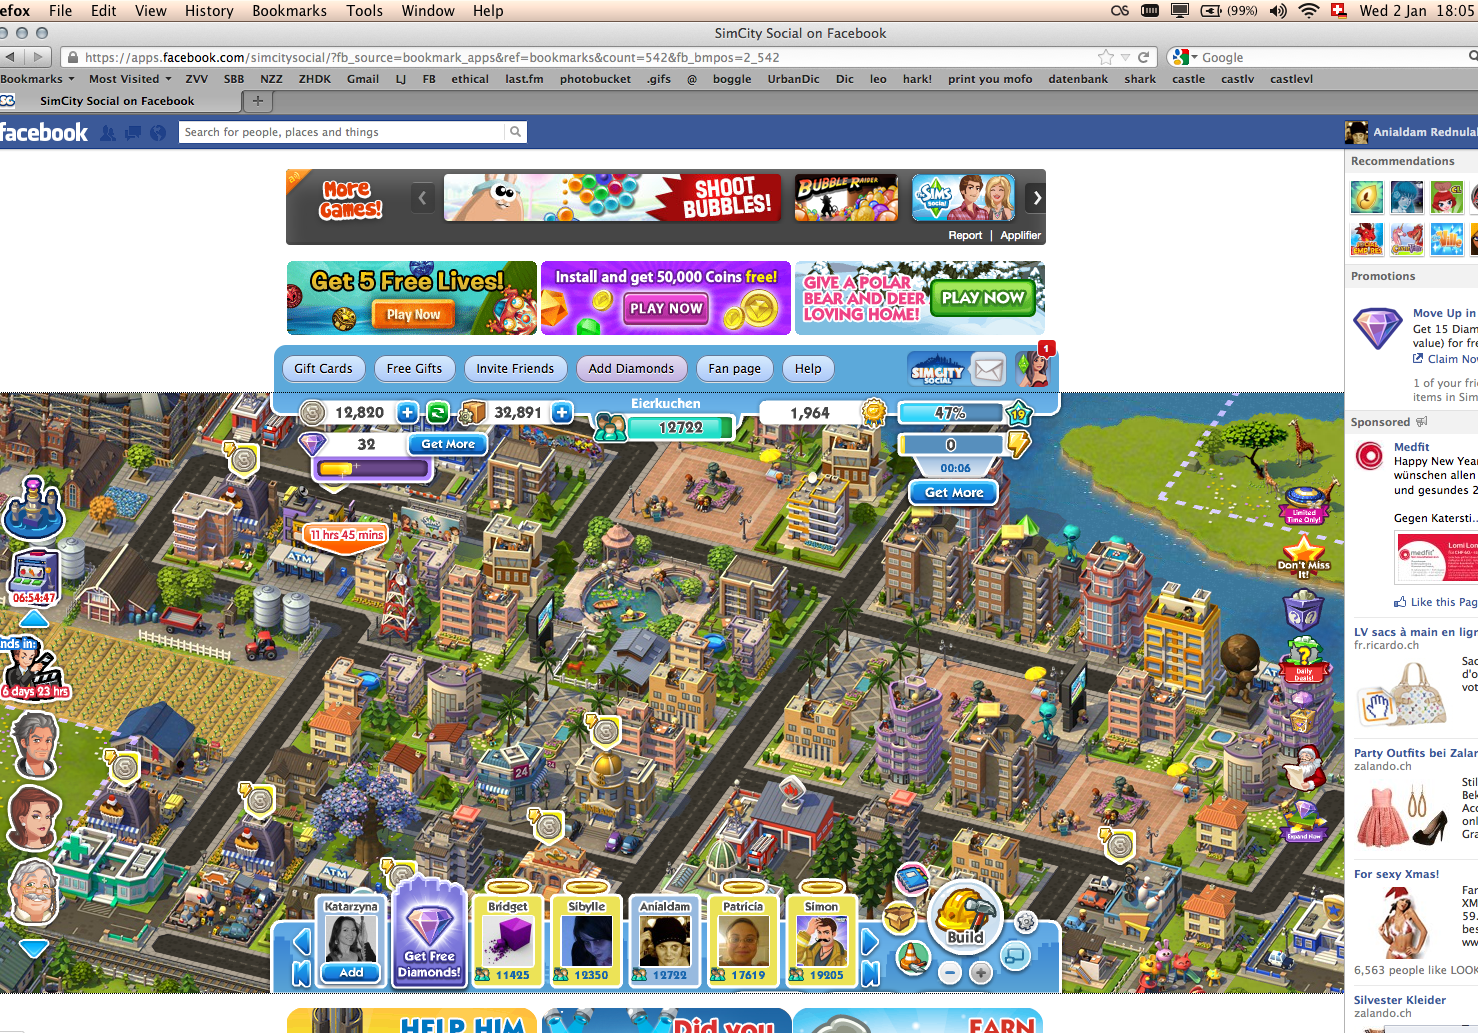 efox File Edit View History Bookmarks Tools Window Help (99%) Wed 2 Jan 18:05
SimCity Social on Facebook
https://apps.facebook.com/simcitysocial/?fb_source=bookmark_apps&ref=bookmarks&count=542&fb_bmpos=2_542 Google
Bookmarks Most Visited ZVV SBB NZZ ZHDK Gmail LJ FB ethical last.fm photobucket .gifs @ boggle UrbanDic Dic leo hark! print you mofo datenbank shark castle castlv castlevl
SimCity Social on Facebook
facebook Search for people, places and things Anialdam Rednula
More Games!
SHOOT BUBBLES!
BUBBLE RAIDER
The SIMS social
Report | Applifier
Get 5 Free Lives!
Play Now
Install and get 50,000 Coins free!
PLAY NOW
GIVE A POLAR
BEAR AND DEER
LOVING HOME!
PLAY NOW
Gift Cards Free Gifts Invite Friends Add Diamonds Fan page Help
SIMCITY SOCIAL
1
12,820 32,891 Eierkuchen 1,964 47% 19
12722
32 Get More 0
00:06
Get More
11 hrs 45 mins
ATM
06:54:47
nds in:
6 days 23 hrs
Limited Time Only!
Don't Miss It!
Daily Deals!
Expand Now
241
ATM
Katarzyna
Add
Get Free Diamonds!
Bridget
11425
Sibylle
12350
Anialdam
12722
Patricia
17619
Simon
19205
Build
HELP HIM
Did you
EARN
Recommendations
Promotions
Move Up in
Get 15 Diam
value) for fre
Claim Now
1 of your frie
items in Sim
Sponsored
Medfit
Happy New Year
wünschen allen
und gesundes 2
Gegen Katersti...
medfit
Lomi Lon
Like this Pag
LV sacs à main en lign
fr.ricardo.ch
Sac
d'o
vot
Party Outfits bei Zalar
zalando.ch
Stil
Bek
Acc
onl
Gra
For sexy Xmas!
Far
XM
59.
bes
ww
6,563 people like LOOK
Silvester Kleider
zalando.ch